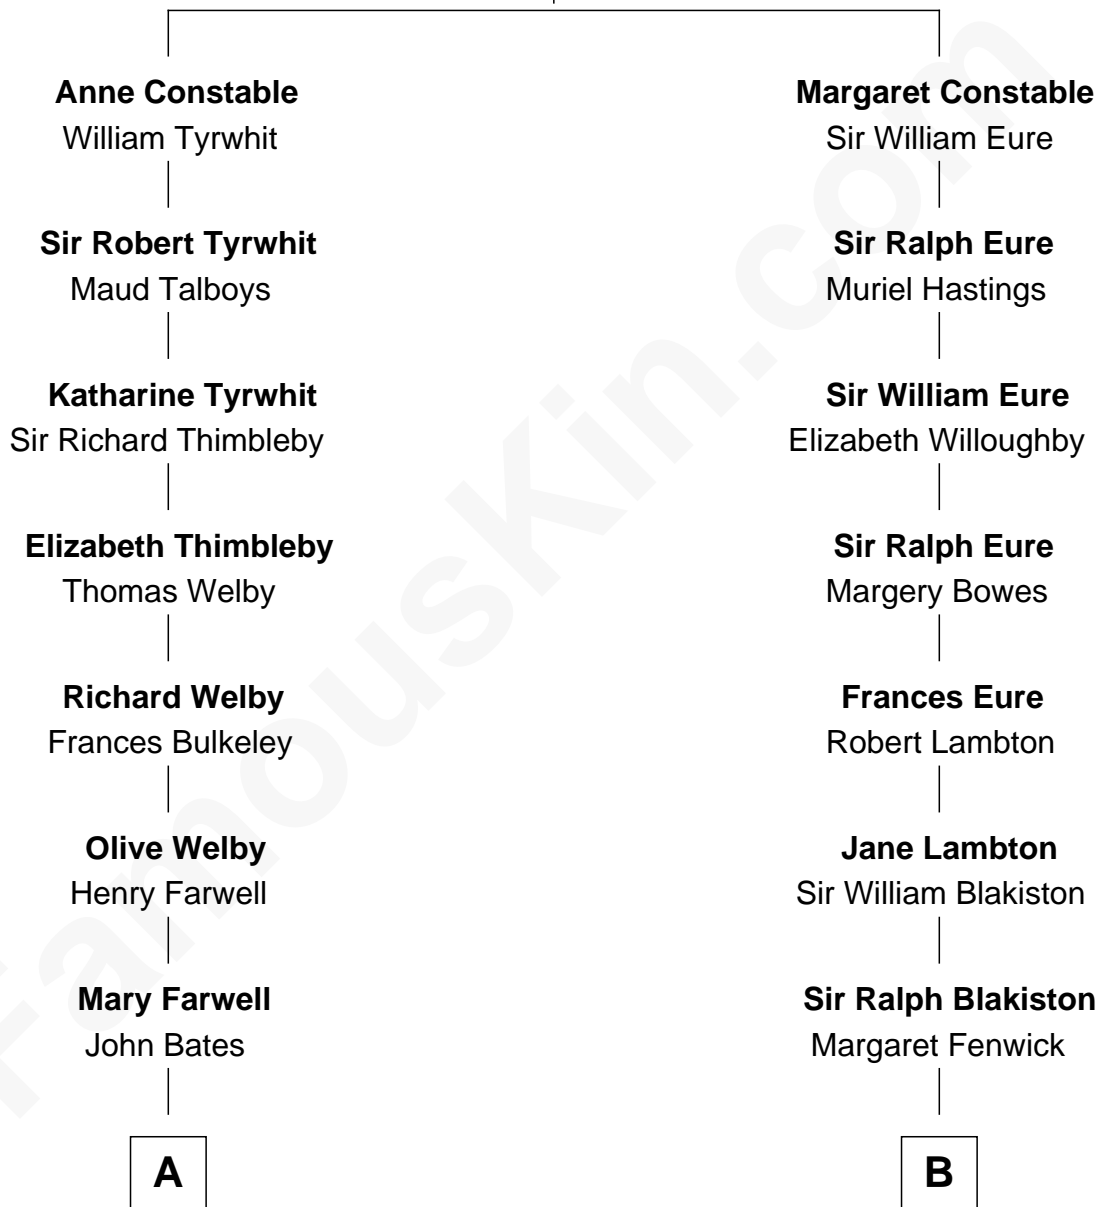 Anne Constable
William Tyrwhit
Sir Robert Tyrwhit
Maud Talboys
Katharine Tyrwhit
Sir Richard Thimbleby
Elizabeth Thimbleby
Thomas Welby
Richard Welby
Frances Bulkeley
Olive Welby
Henry Farwell
Mary Farwell
John Bates
A
Margaret Constable
Sir William Eure
Sir Ralph Eure
Muriel Hastings
Sir William Eure
Elizabeth Willoughby
Sir Ralph Eure
Margery Bowes
Frances Eure
Robert Lambton
Jane Lambton
Sir William Blakiston
Sir Ralph Blakiston
Margaret Fenwick
B
FamousKin.com